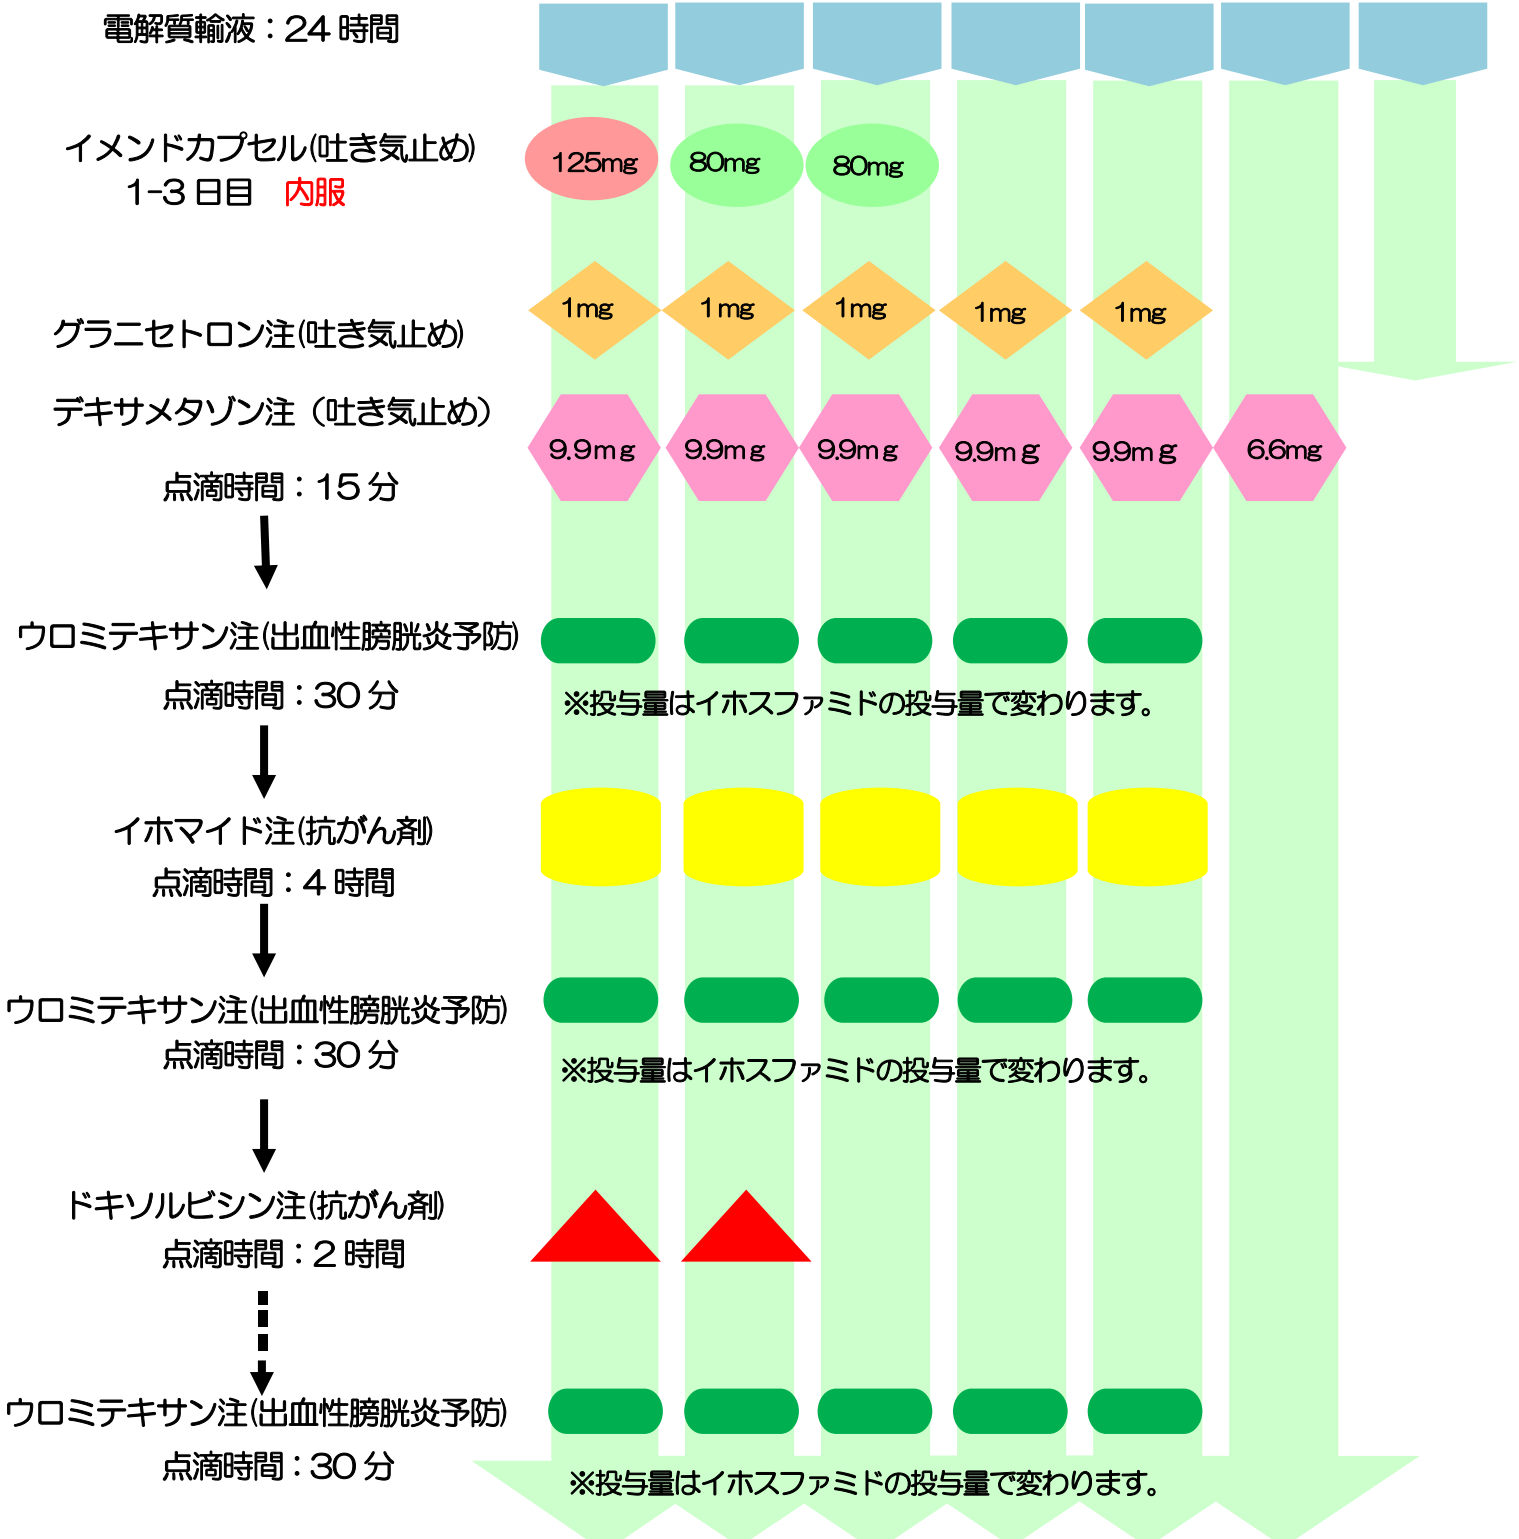 電解質輸液：24 時間
イメンドカプセル(吐き気止め)
1-3 日目　内服
125mg 80mg 80mg
グラニセトロン注(吐き気止め)
1mg 1mg 1mg 1mg 1mg
デキサメタゾン注（吐き気止め）
9.9mg 9.9mg 9.9mg 9.9mg 9.9mg 6.6mg
点滴時間：15 分
ウロミテキサン注(出血性膀胱炎予防)
点滴時間：30 分
※投与量はイホスファミドの投与量で変わります。
イホマイド注(抗がん剤)
点滴時間：4 時間
ウロミテキサン注(出血性膀胱炎予防)
点滴時間：30 分
※投与量はイホスファミドの投与量で変わります。
ドキソルビシン注(抗がん剤)
点滴時間：2 時間
ウロミテキサン注(出血性膀胱炎予防)
点滴時間：30 分
※投与量はイホスファミドの投与量で変わります。